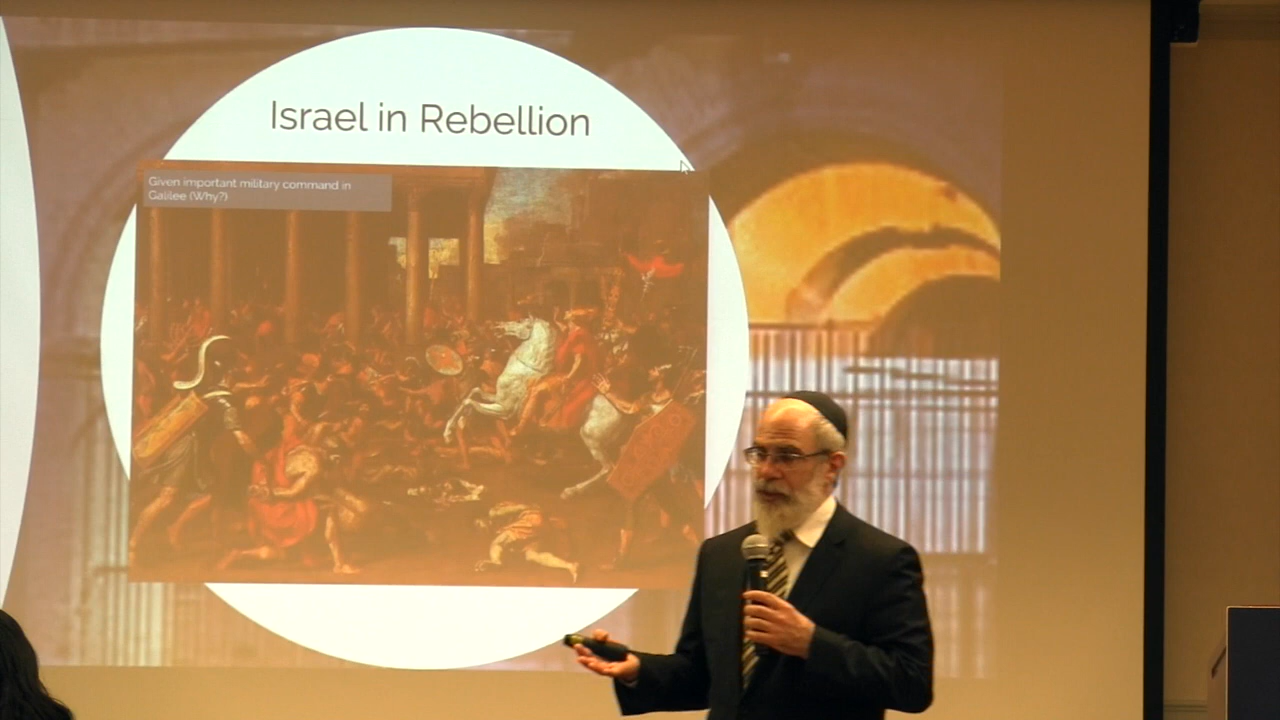 Israel in Rebellion
Given important military command in
Galilee (Why?)